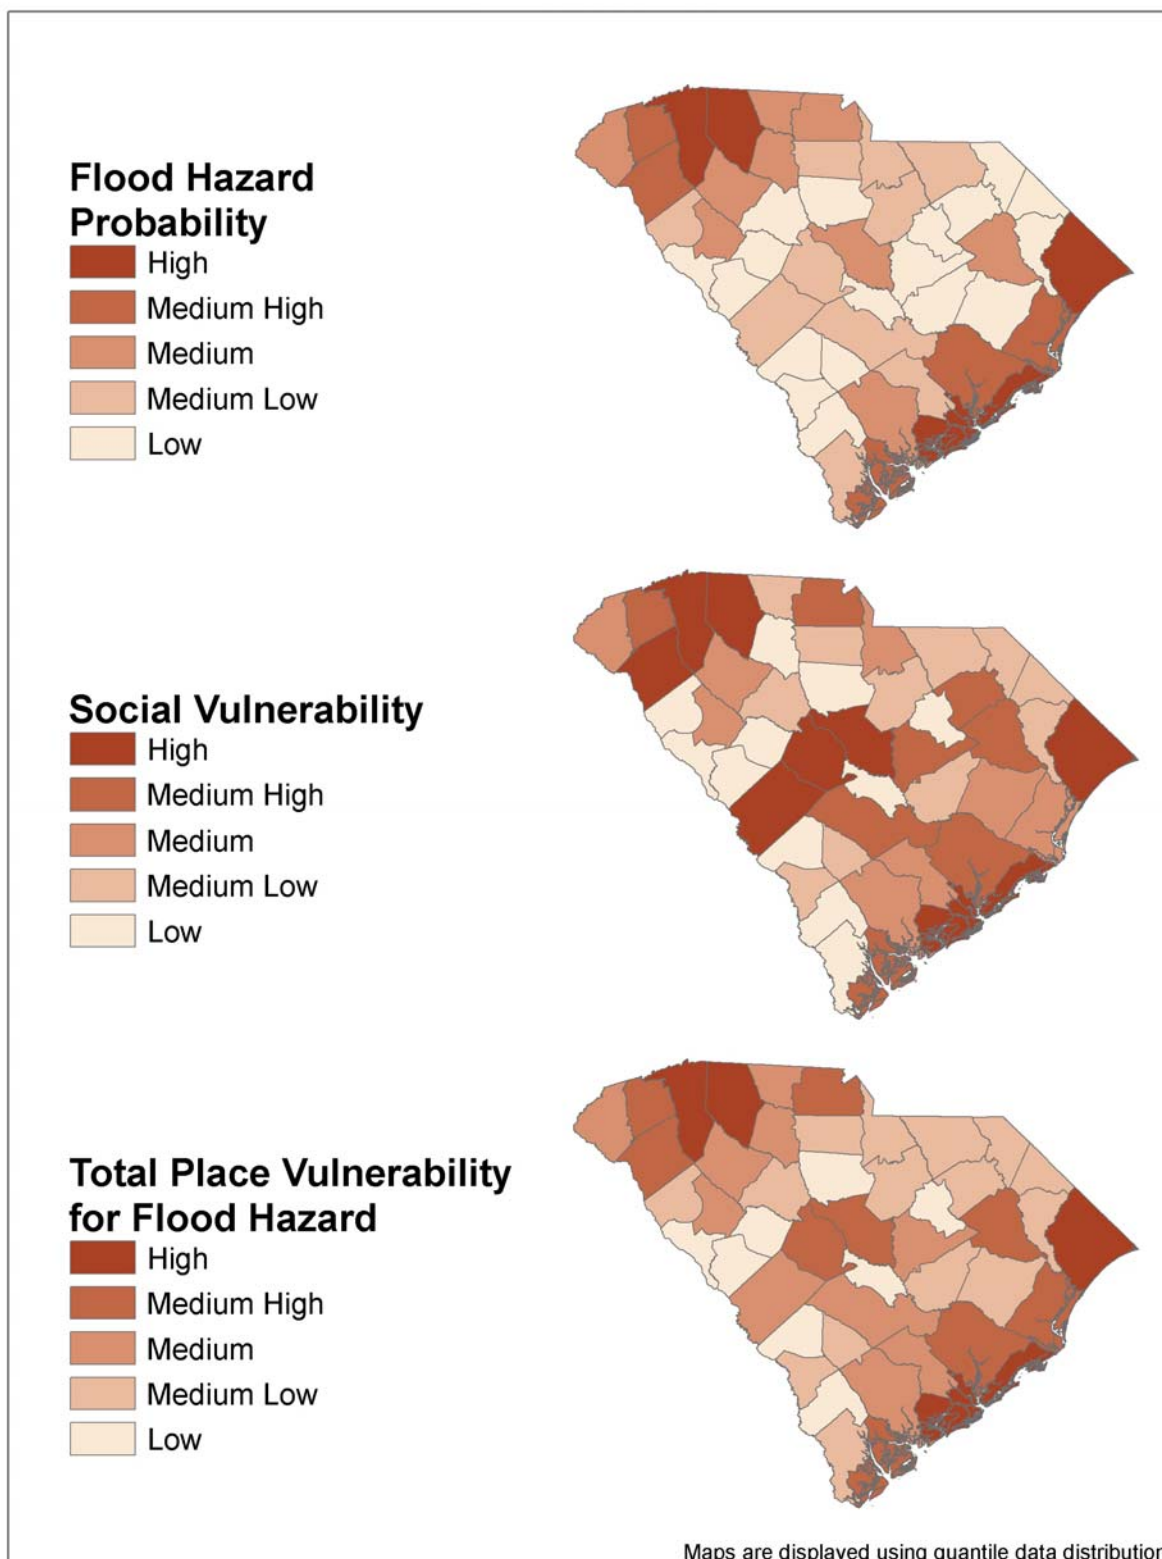 Flood Hazard
Probability
High
Medium High
Medium
Medium Low
Low
Social Vulnerability
High
Medium High
Medium
Medium Low
Low
Total Place Vulnerability
for Flood Hazard
High
Medium High
Medium
Medium Low
Low
Maps are displayed using quantile data distribution